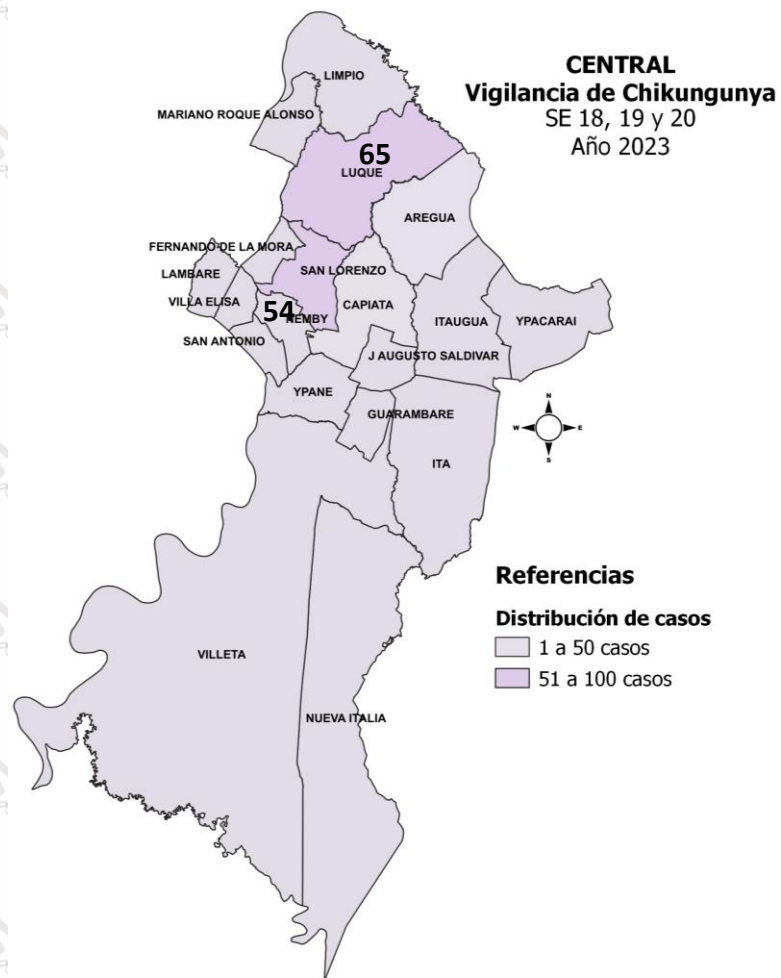 CENTRAL
Vigilancia de Chikungunya
SE 18, 19 y 20
Año 2023
LIMPIO
MARIANO ROQUE ALONSO
65
LUQUE
AREGUA
FERNANDO DE LA MORA
LAMBARE
SAN LORENZO
VILLA ELISA
CAPIATA
54
ÑEMBY
ITAUGUA
YPACARAI
SAN ANTONIO
J AUGUSTO SALDIVAR
YPANE
GUARAMBARE
ITA
N
W
E
S
Referencias
Distribución de casos
1 a 50 casos
51 a 100 casos
VILLETA
NUEVA ITALIA